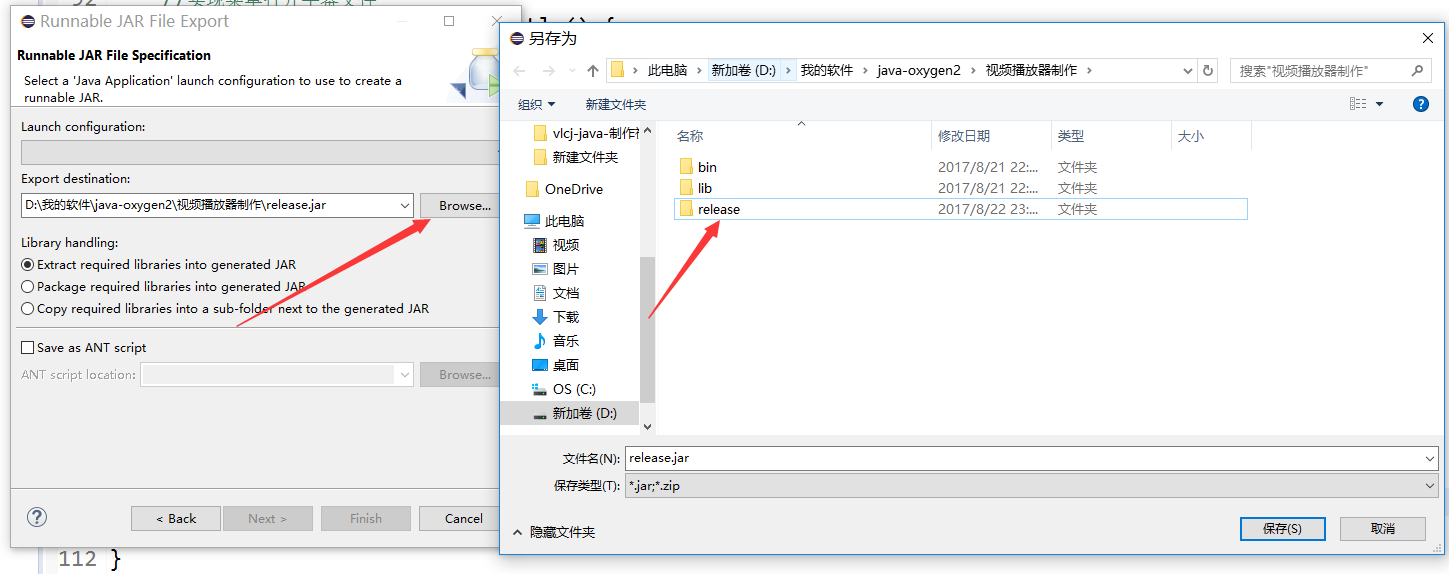 //实现菜单打开字幕文件
Runnable JAR File Export
Runnable JAR File Specification
Select a 'Java Application' launch configuration to use to create a
runnable JAR.
Launch configuration:
Export destination:
D:\我的软件\java-oxygen2\视频播放器制作\release.jar
Browse...
Library handling:
Extract required libraries into generated JAR
Package required libraries into generated JAR
Copy required libraries into a sub-folder next to the generated JAR
Save as ANT script
ANT script location:
Browse...
< Back
Next >
Finish
Cancel
112 }
另存为
此电脑 > 新加卷 (D:) > 我的软件 > java-oxygen2 > 视频播放器制作 >
搜索"视频播放器制作"
组织
新建文件夹
vlcj-java-制作
新建文件夹
OneDrive
此电脑
视频
图片
文档
下载
音乐
桌面
OS (C:)
新加卷 (D:)
名称 修改日期 类型 大小
bin 2017/8/21 22:... 文件夹
lib 2017/8/21 22:... 文件夹
release 2017/8/22 23:... 文件夹
文件名(N): release.jar
保存类型(T): *.jar;*.zip
隐藏文件夹
保存(S)
取消